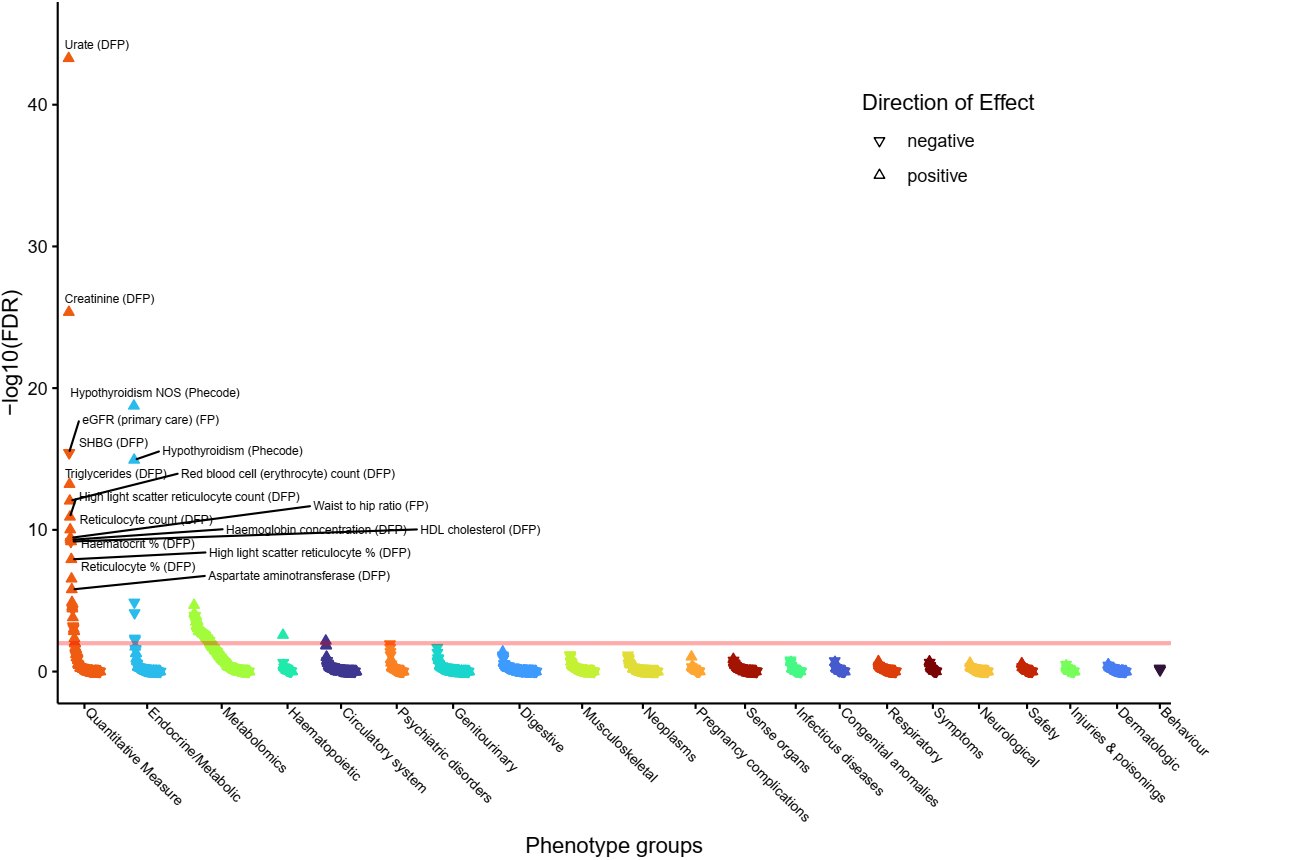 Urate (DFP)
Direction of Effect
40
negative
positive
30
Creatinine (DFP)
−log10(FDR)
20
Hypothyroidism NOS (Phecode)
eGFR (primary care) (FP)
SHBG (DFP)
Hypothyroidism (Phecode)
Triglycerides (DFP)
Red blood cell (erythrocyte) count (DFP)
High light scatter reticulocyte count (DFP)
Waist to hip ratio (FP)
Reticulocyte count (DFP)
10
Haemoglobin concentration (DFP)
HDL cholesterol (DFP)
Haematocrit % (DFP)
High light scatter reticulocyte % (DFP)
Reticulocyte % (DFP)
Aspartate aminotransferase (DFP)
0
Quantitative Measure
Endocrine/Metabolic
Metabolomics
Haematopoietic
Circulatory system
Psychiatric disorders
Genitourinary
Digestive
Musculoskeletal
Neoplasms
Pregnancy complications
Sense organs
Infectious diseases
Congenital anomalies
Respiratory
Symptoms
Neurological
Safety
Injuries & poisonings
Dermatologic
Behaviour
Phenotype groups